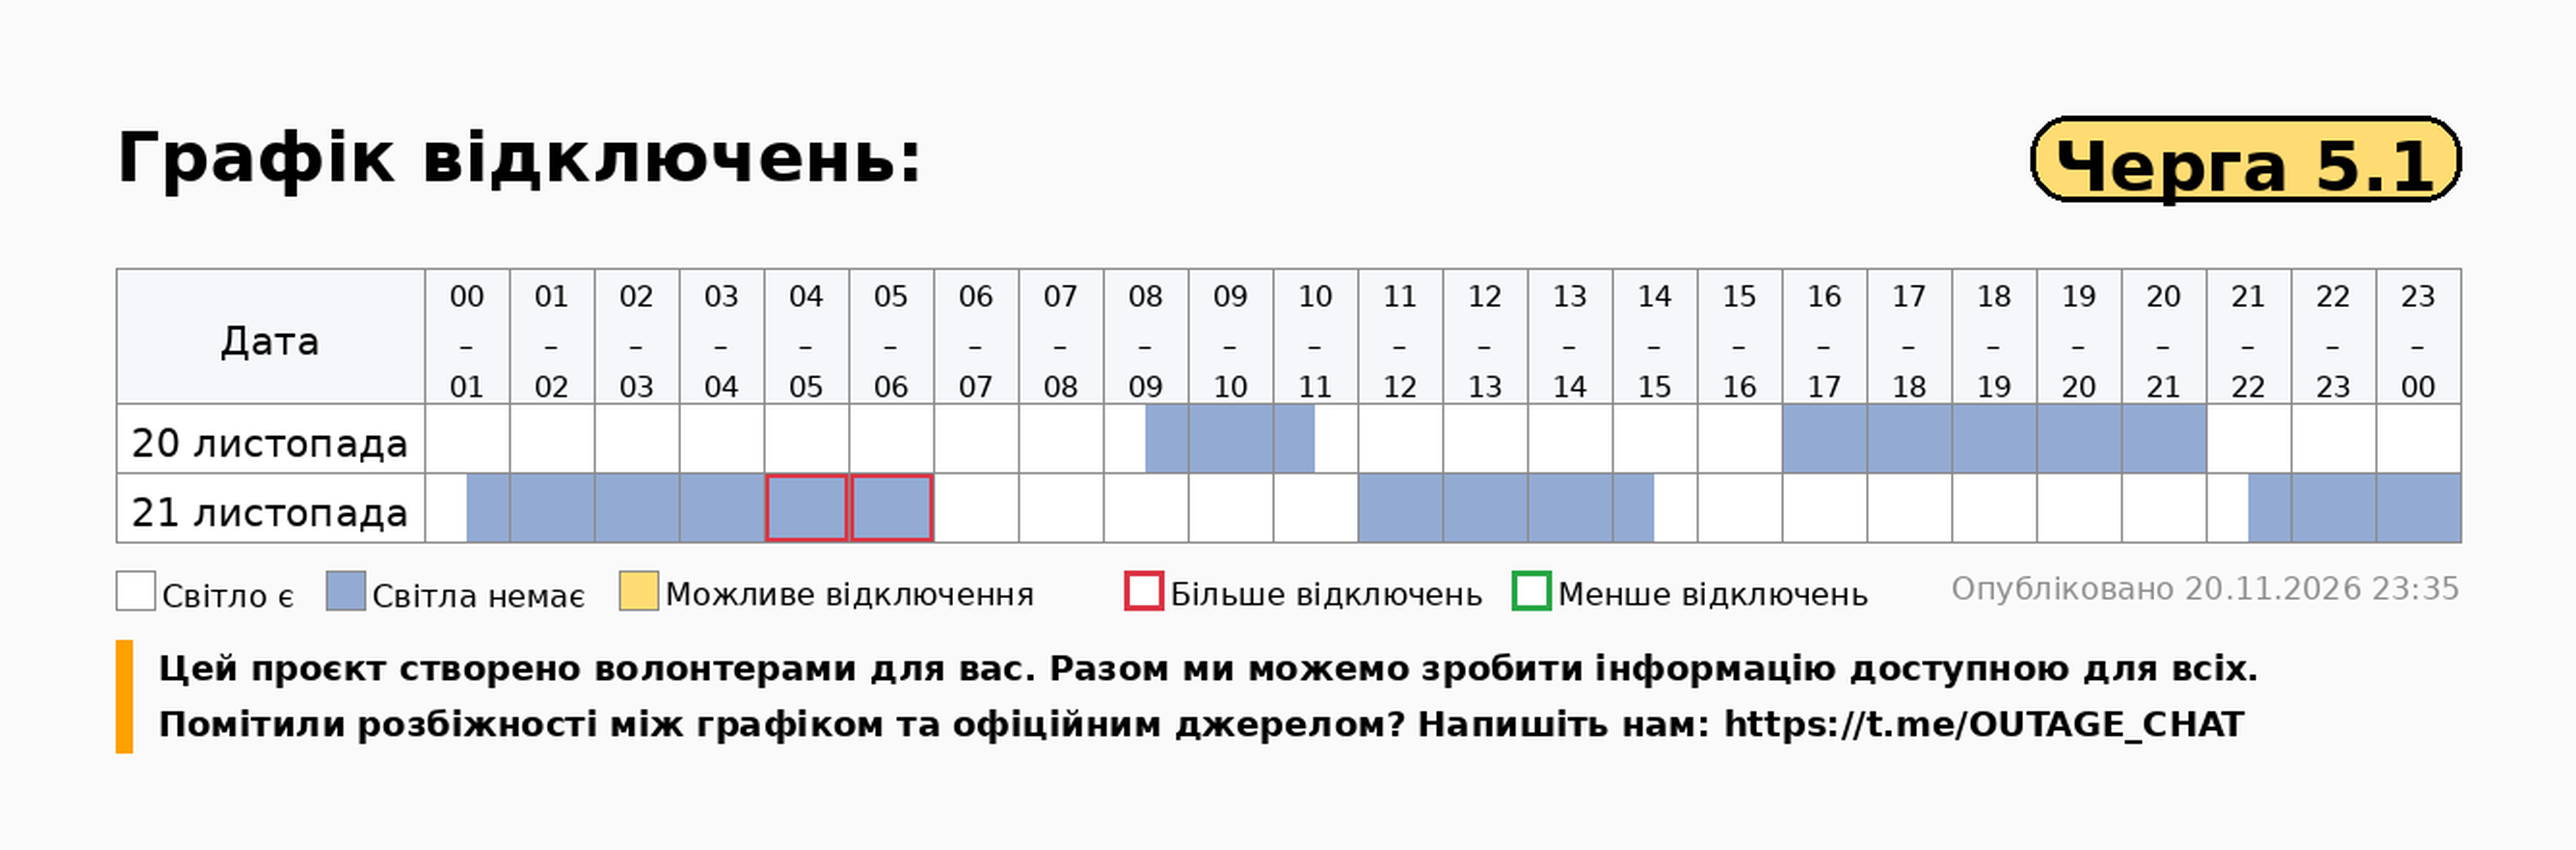 Графік відключень:
Черга 5.1
Дата
00 – 01
01 – 02
02 – 03
03 – 04
04 – 05
05 – 06
06 – 07
07 – 08
08 – 09
09 – 10
10 – 11
11 – 12
12 – 13
13 – 14
14 – 15
15 – 16
16 – 17
17 – 18
18 – 19
19 – 20
20 – 21
21 – 22
22 – 23
23 – 00
20 листопада
21 листопада
Світло є
Світла немає
Можливе відключення
Більше відключень
Менше відключень
Опубліковано 20.11.2026 23:35
Цей проєкт створено волонтерами для вас. Разом ми можемо зробити інформацію доступною для всіх.
Помітили розбіжності між графіком та офіційним джерелом? Напишіть нам: https://t.me/OUTAGE_CHAT